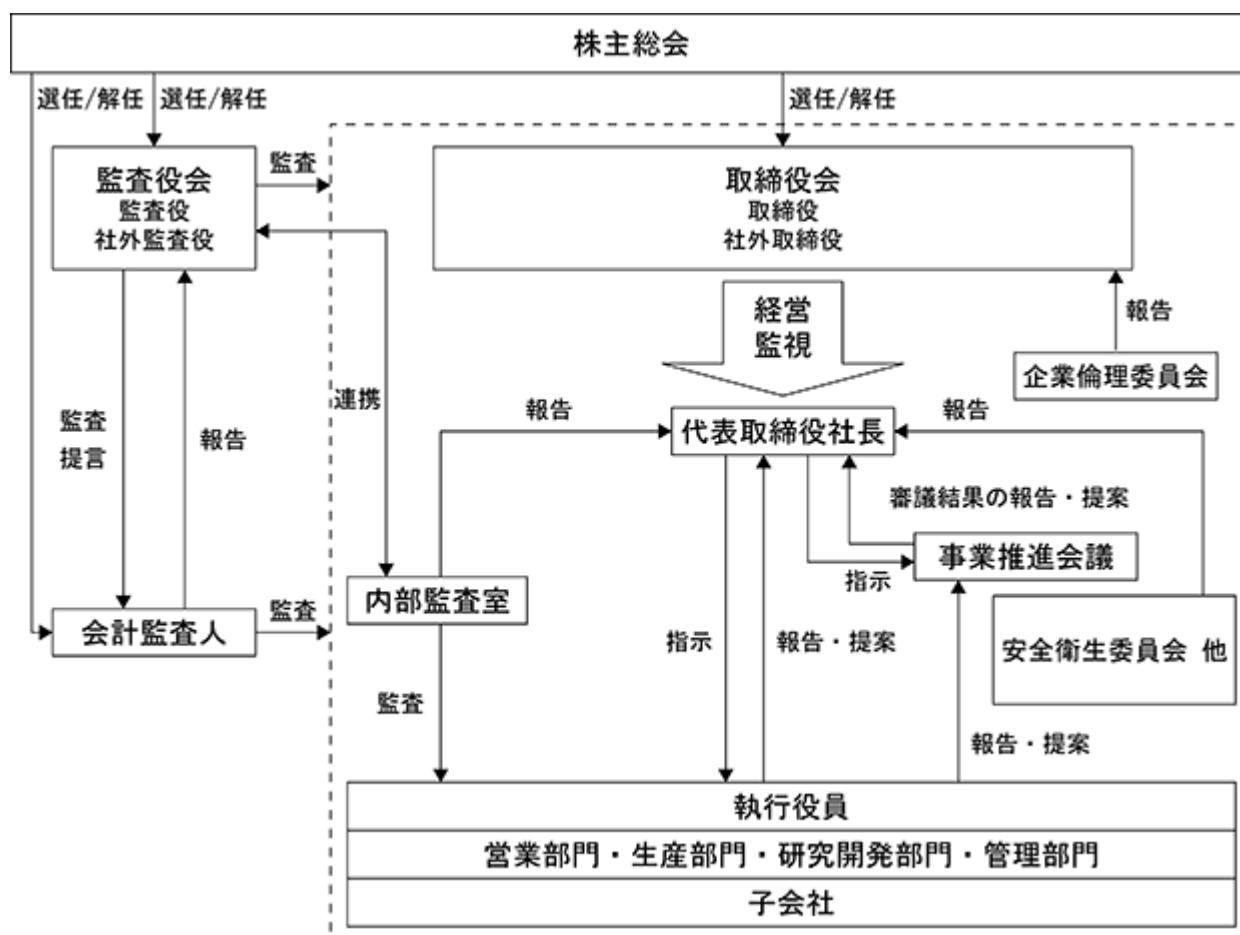 株主総会
選任/解任
選任/解任
選任/解任
監査役会
監査役
社外監査役
監査
取締役会
取締役
社外取締役
経営
監視
報告
企業倫理委員会
連携
監査
提言
報告
報告
代表取締役社長
報告
審議結果の報告・提案
事業推進会議
指示
内部監査室
会計監査人
監査
指示
報告・提案
安全衛生委員会 他
監査
報告・提案
執行役員
営業部門・生産部門・研究開発部門・管理部門
子会社